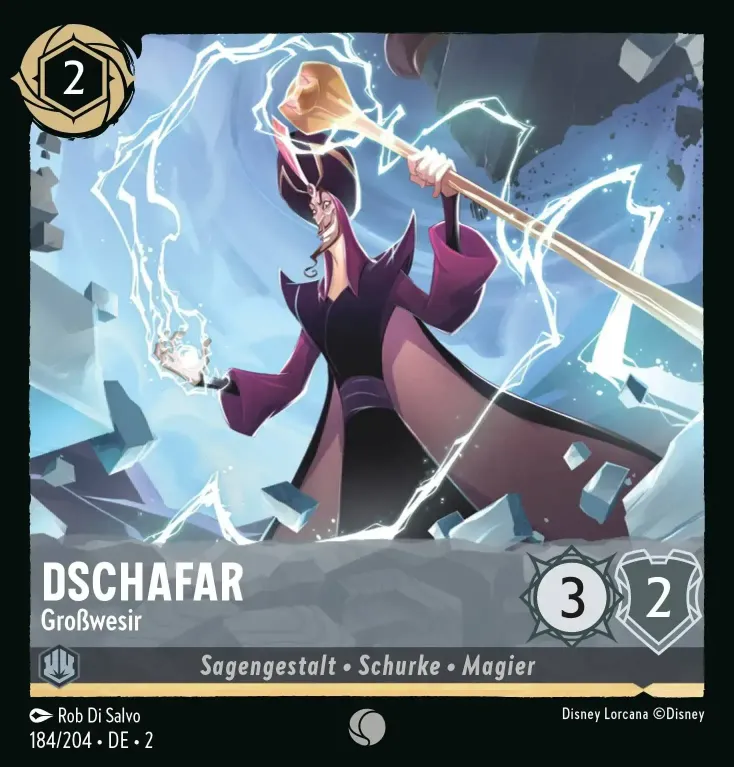 2
DSCHAFAR
Großwesir
3
2
Sagengestalt • Schurke • Magier
Rob Di Salvo
184/204 • DE • 2
Disney Lorcana ©Disney